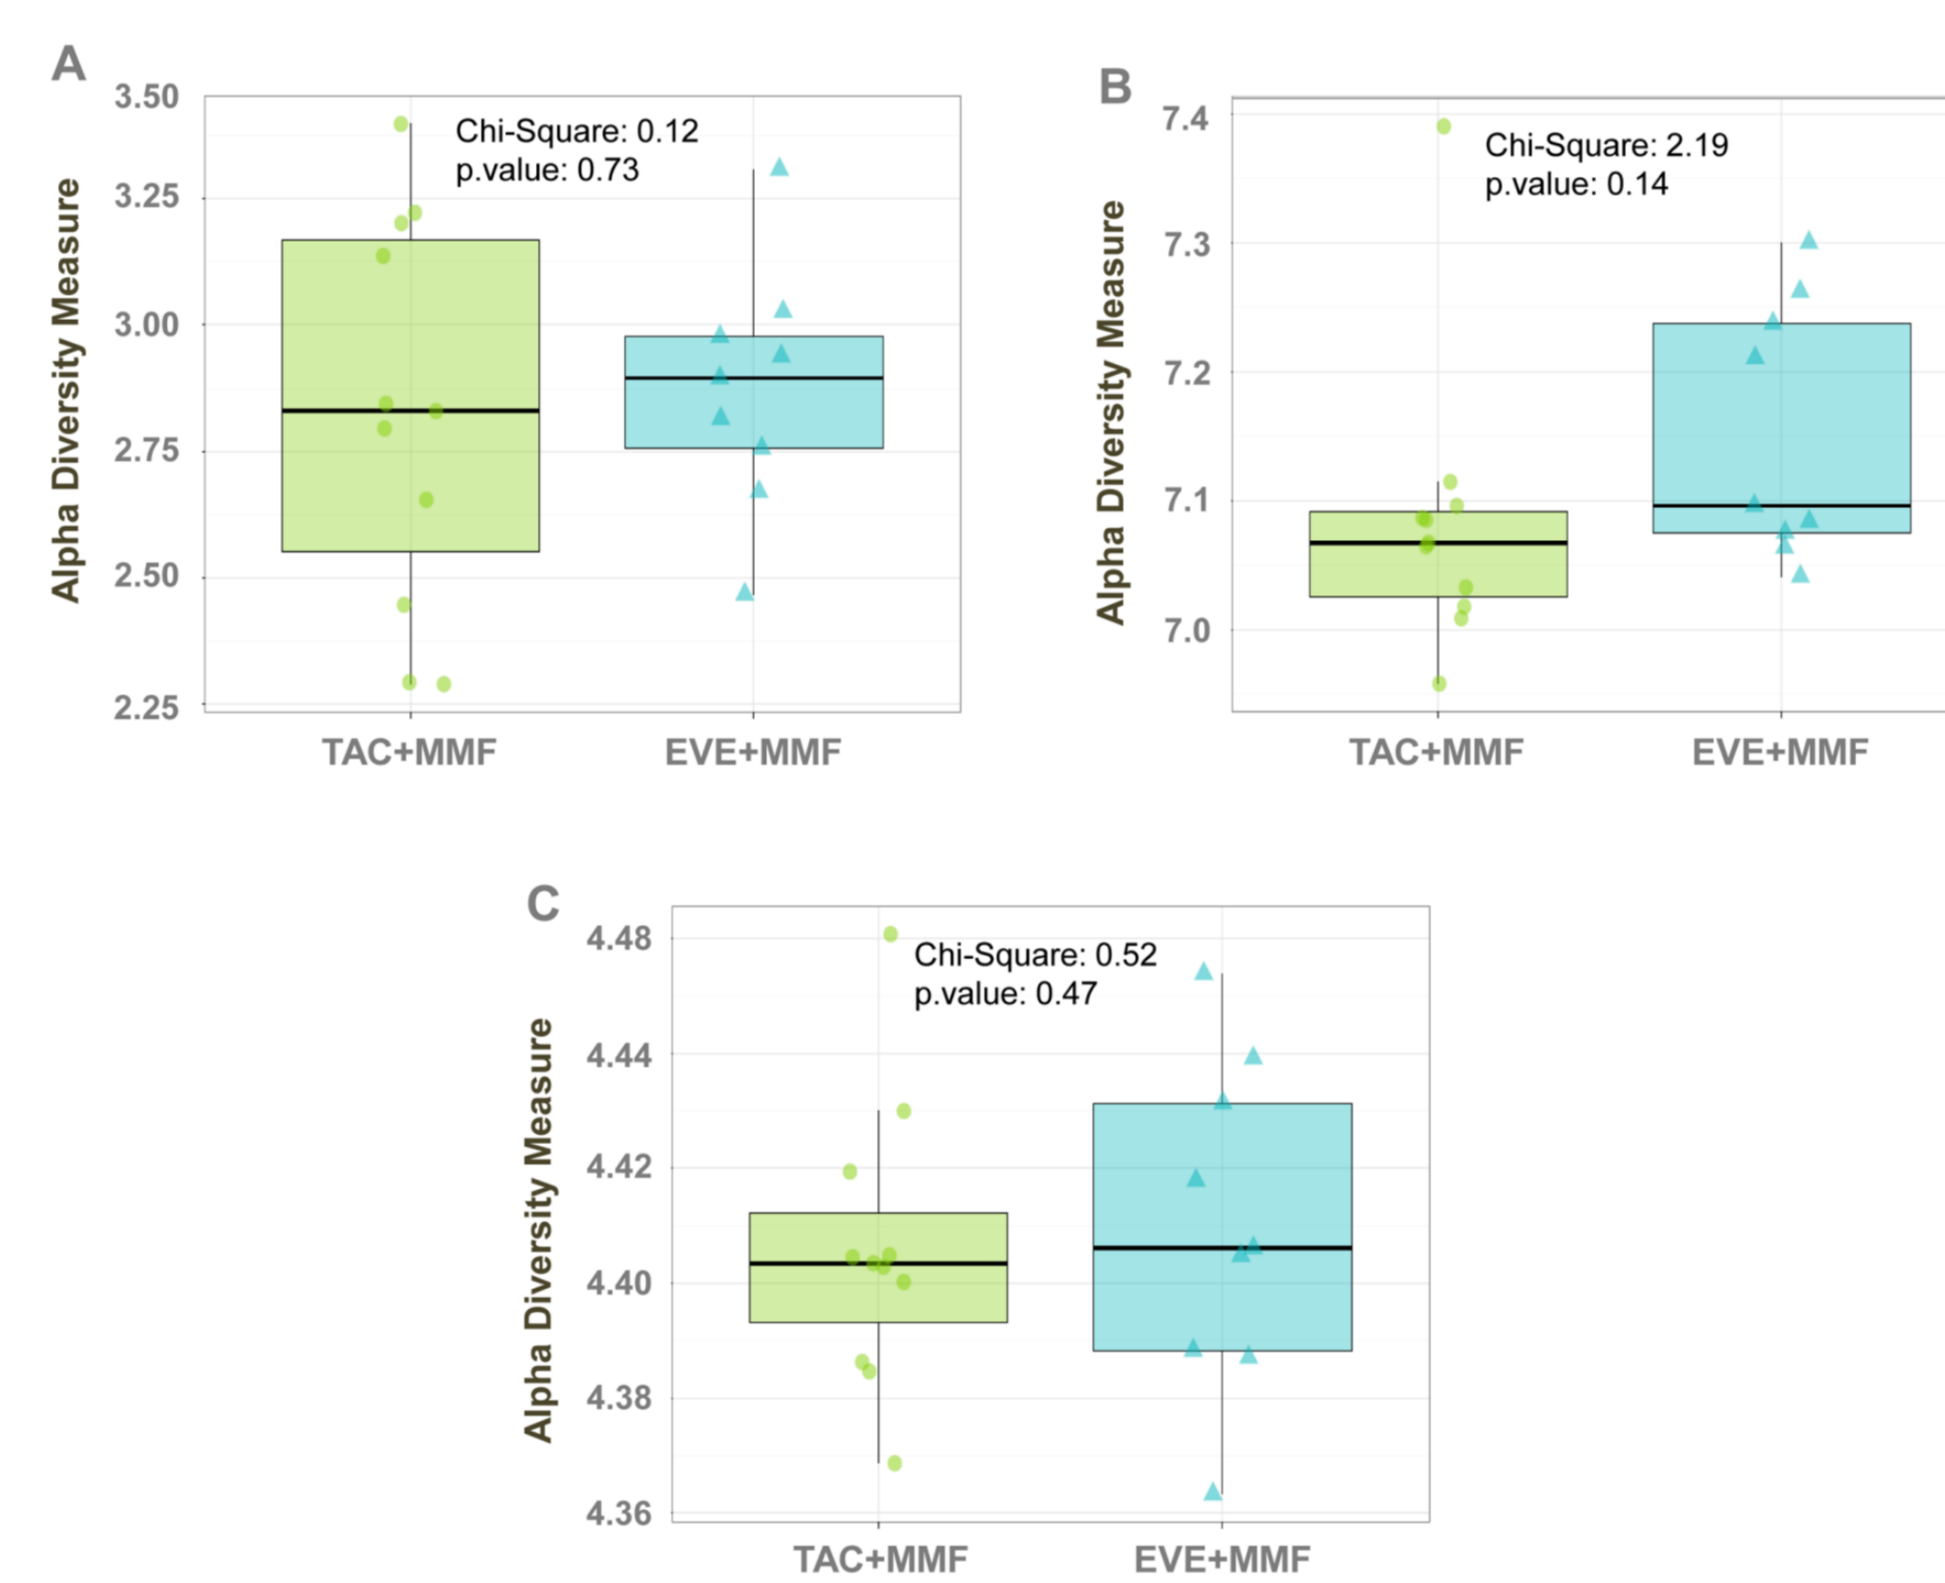 A
3.50
3.25
3.00
2.75
2.50
2.25
Alpha Diversity Measure
Chi-Square: 0.12
p.value: 0.73
TAC+MMF
EVE+MMF
B
7.4
7.3
7.2
7.1
7.0
Alpha Diversity Measure
Chi-Square: 2.19
p.value: 0.14
TAC+MMF
EVE+MMF
C
4.48
4.44
4.42
4.40
4.38
4.36
Alpha Diversity Measure
Chi-Square: 0.52
p.value: 0.47
TAC+MMF
EVE+MMF